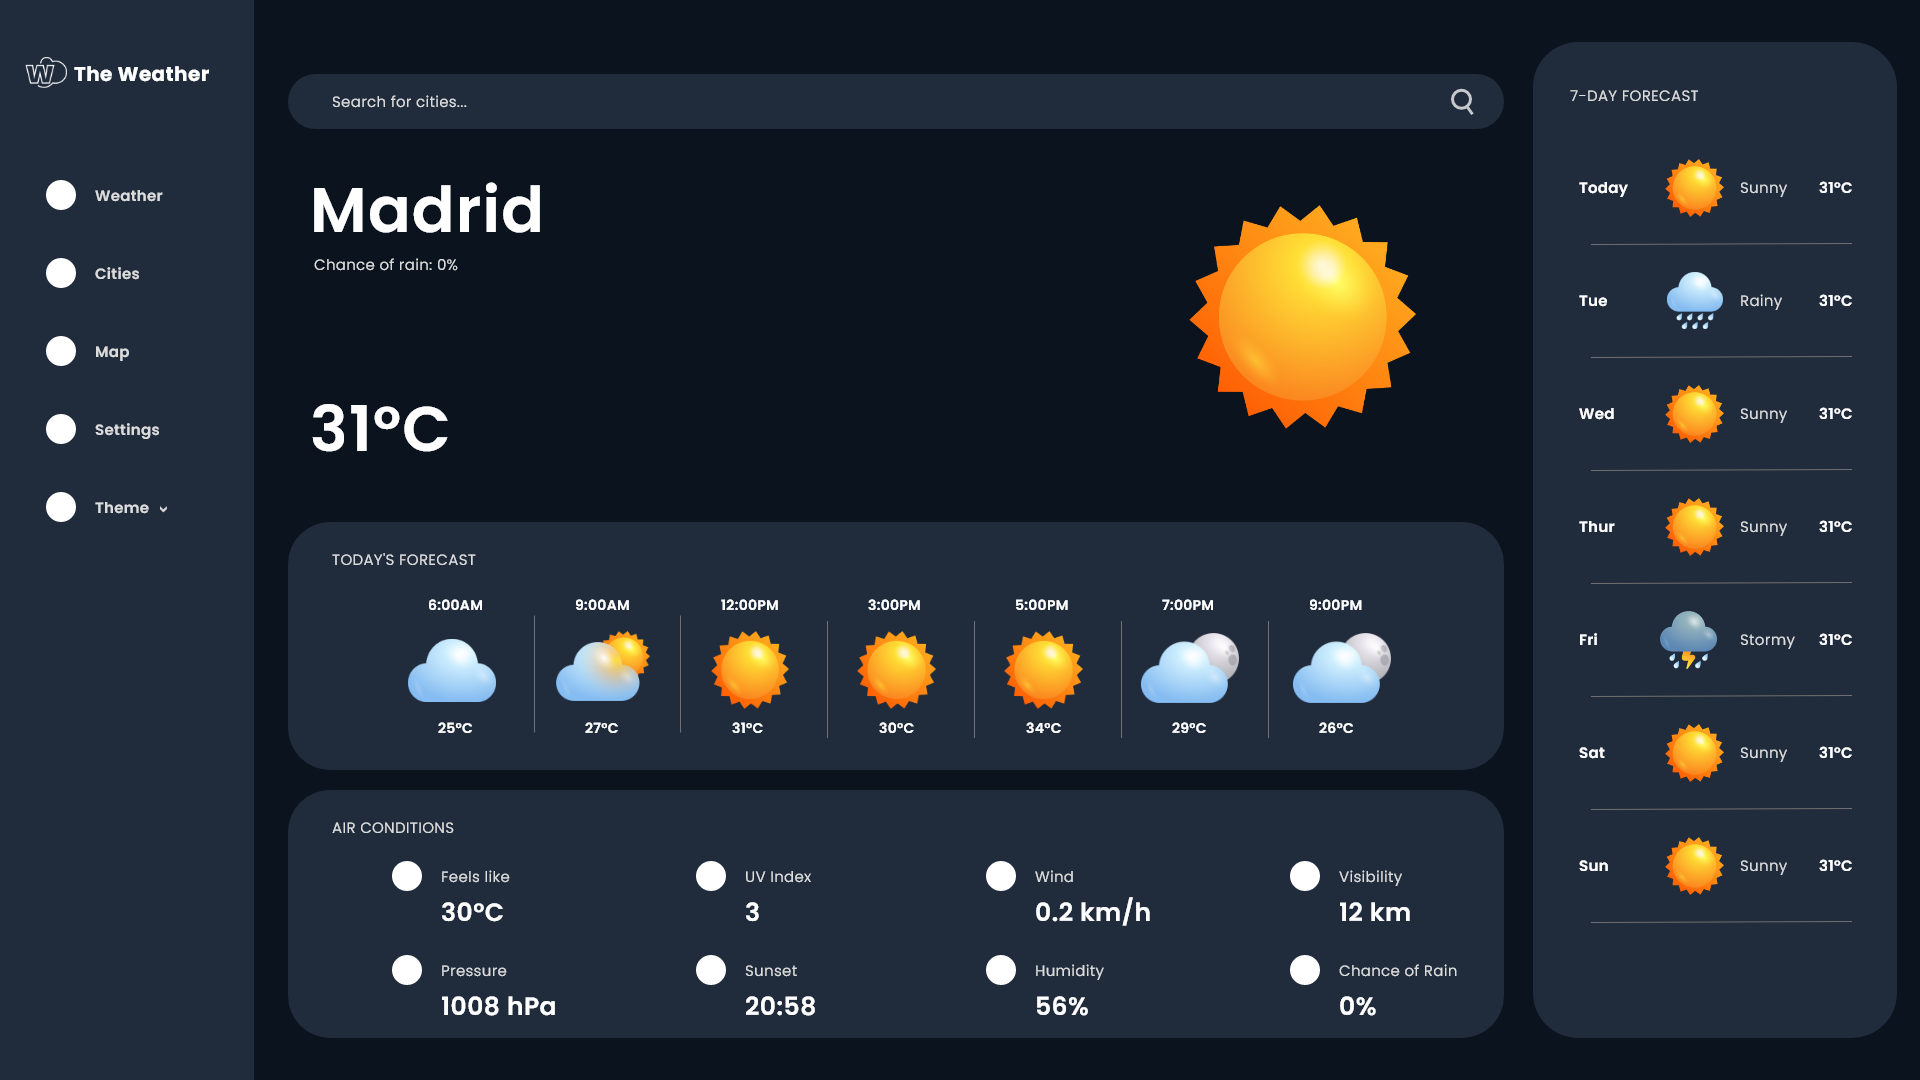 The Weather
Weather
Cities
Map
Settings
Theme
Search for cities...
Madrid
Chance of rain: 0%
31°C
TODAY'S FORECAST
6:00AM 9:00AM 12:00PM 3:00PM 5:00PM 7:00PM 9:00PM
25°C 27°C 31°C 30°C 34°C 29°C 26°C
AIR CONDITIONS
Feels like UV Index Wind Visibility
30°C 3 0.2 km/h 12 km
Pressure Sunset Humidity Chance of Rain
1008 hPa 20:58 56% 0%
7-DAY FORECAST
Today Sunny 31°C
Tue Rainy 31°C
Wed Sunny 31°C
Thur Sunny 31°C
Fri Stormy 31°C
Sat Sunny 31°C
Sun Sunny 31°C